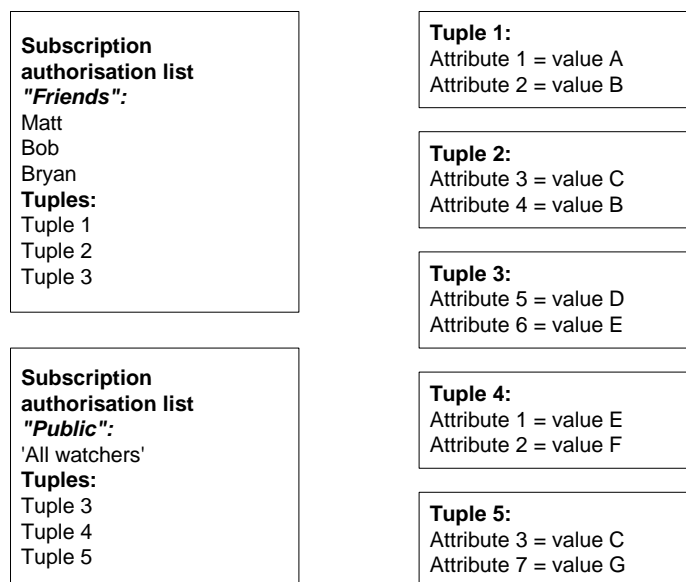 Subscription
authorisation list
"Friends":
Matt
Bob
Bryan
Tuples:
Tuple 1
Tuple 2
Tuple 3
Subscription
authorisation list
"Public":
'All watchers'
Tuples:
Tuple 3
Tuple 4
Tuple 5
Tuple 1:
Attribute 1 = value A
Attribute 2 = value B
Tuple 2:
Attribute 3 = value C
Attribute 4 = value B
Tuple 3:
Attribute 5 = value D
Attribute 6 = value E
Tuple 4:
Attribute 1 = value E
Attribute 2 = value F
Tuple 5:
Attribute 3 = value C
Attribute 7 = value G